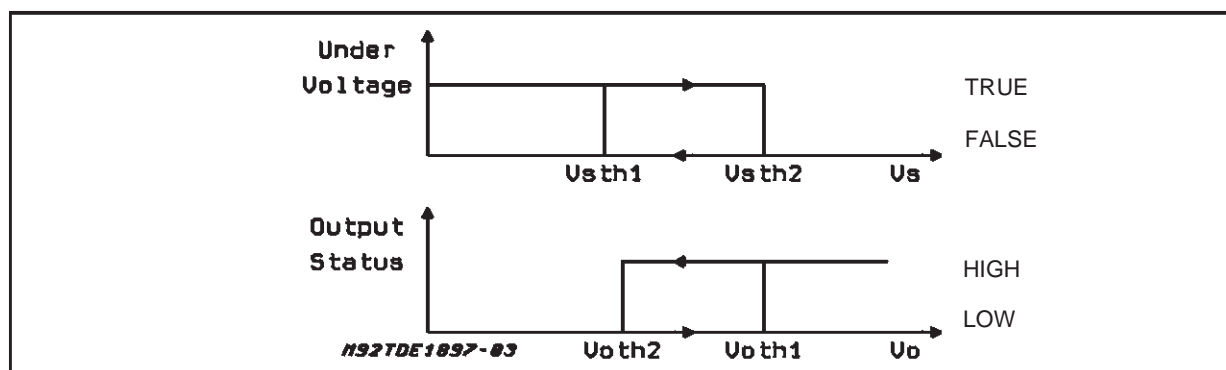 Under
Voltage
TRUE
FALSE
Vsth1 Vsth2 Vs
Output
Status
HIGH
LOW
M92TDE1897-03 Voth2 Voth1 Vo